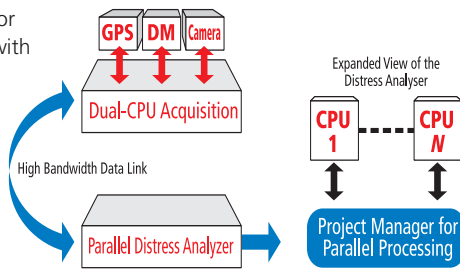 or
with
GPS DM Camera
Dual-CPU Acquisition
High Bandwidth Data Link
Parallel Distress Analyzer
Expanded View of the
Distress Analyser
CPU
1
CPU
N
Project Manager for
Parallel Processing